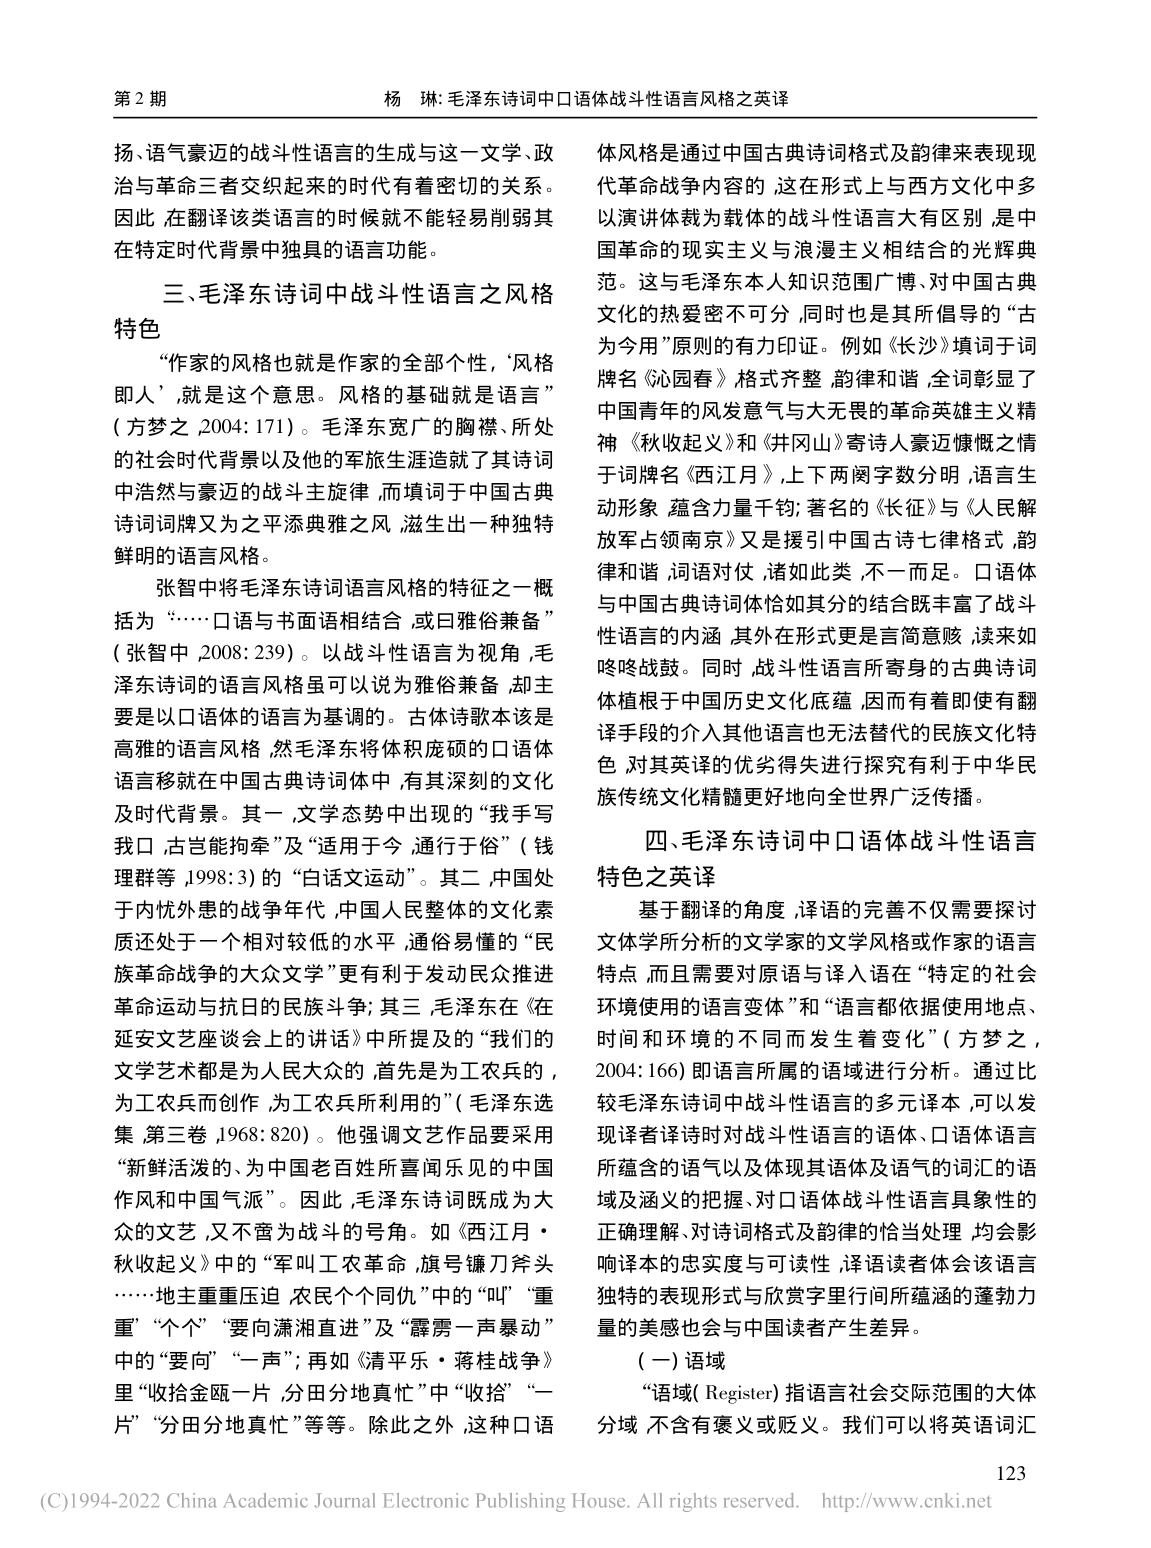 第 2 期
杨　琳: 毛泽东诗词中口语体战斗性语言风格之英译
扬、语气豪迈的战斗性语言的生成与这一文学、政
治与革命三者交织起来的时代有着密切的关系。
因此 ,在翻译该类语言的时候就不能轻易削弱其
在特定时代背景中独具的语言功能。
三、毛泽东诗词中战斗性语言之风格
特色
“作家的风格也就是作家的全部个性, ‘风格
即人’ ,就是这个意思。风格的基础就是语言”
( 方梦之 ,2004: 171) 。毛泽东宽广的胸襟、所处
的社会时代背景以及他的军旅生涯造就了其诗词
中浩然与豪迈的战斗主旋律 ,而填词于中国古典
诗词词牌又为之平添典雅之风 ,滋生出一种独特
鲜明的语言风格。
张智中将毛泽东诗词语言风格的特征之一概
括为 “……口语与书面语相结合 ,或曰雅俗兼备”
( 张智中 ,2008: 239) 。以战斗性语言为视角 ,毛
泽东诗词的语言风格虽可以说为雅俗兼备 ,却主
要是以口语体的语言为基调的。古体诗歌本该是
高雅的语言风格 ,然毛泽东将体积庞硕的口语体
语言移就在中国古典诗词体中 ,有其深刻的文化
及时代背景。其一 ,文学态势中出现的 “我手写
我口 ,古岂能拘牵”及“适用于今 ,通行于俗” ( 钱
理群等 ,1998: 3) 的 “白话文运动”。其二 ,中国处
于内忧外患的战争年代 ,中国人民整体的文化素
质还处于一个相对较低的水平 ,通俗易懂的 “民
族革命战争的大众文学”更有利于发动民众推进
革命运动与抗日的民族斗争; 其三 ,毛泽东在《在
延安文艺座谈会上的讲话》中所提及的 “我们的
文学艺术都是为人民大众的 ,首先是为工农兵的 ,
为工农兵而创作 ,为工农兵所利用的”( 毛泽东选
集 ,第三卷 ,1968: 820) 。他强调文艺作品要采用
“新鲜活泼的、为中国老百姓所喜闻乐见的中国
作风和中国气派”。因此 ,毛泽东诗词既成为大
众的文艺 ,又不啻为战斗的号角。如《西江月·
秋收起义》中的 “军叫工农革命 ,旗号镰刀斧头
……地主重重压迫 ,农民个个同仇”中的 “叫” “重
重” “个个” “要向潇湘直进”及 “霹雳一声暴动”
中的 “要向” “一声”; 再如《清平乐·蒋桂战争》
里 “收拾金瓯一片 ,分田分地真忙”中 “收拾” “一
片” “分田分地真忙”等等。除此之外 ,这种口语
体风格是通过中国古典诗词格式及韵律来表现现
代革命战争内容的 ,这在形式上与西方文化中多
以演讲体裁为载体的战斗性语言大有区别 ,是中
国革命的现实主义与浪漫主义相结合的光辉典
范。这与毛泽东本人知识范围广博、对中国古典
文化的热爱密不可分 ,同时也是其所倡导的 “古
为今用”原则的有力印证。例如《长沙》填词于词
牌名《沁园春》,格式齐整 ,韵律和谐 ,全词彰显了
中国青年的风发意气与大无畏的革命英雄主义精
神 《秋收起义》和《井冈山》寄诗人豪迈慷慨之情
于词牌名《西江月》,上下两阕字数分明 ,语言生
动形象 ,蕴含力量千钧; 著名的《长征》与《人民解
放军占领南京》又是援引中国古诗七律格式 ,韵
律和谐 ,词语对仗 ,诸如此类 ,不一而足。口语体
与中国古典诗词体恰如其分的结合既丰富了战斗
性语言的内涵 ,其外在形式更是言简意赅 ,读来如
咚咚战鼓。同时 ,战斗性语言所寄身的古典诗词
体植根于中国历史文化底蕴 ,因而有着即使有翻
译手段的介入其他语言也无法替代的民族文化特
色 ,对其英译的优劣得失进行探究有利于中华民
族传统文化精髓更好地向全世界广泛传播。
四、毛泽东诗词中口语体战斗性语言
特色之英译
基于翻译的角度 ,译语的完善不仅需要探讨
文体学所分析的文学家的文学风格或作家的语言
特点 ,而且需要对原语与译入语在 “特定的社会
环境使用的语言变体”和 “语言都依据使用地点、
时间和环境的不同而发生着变化”( 方梦之 ,
2004: 166) 即语言所属的语域进行分析。通过比
较毛泽东诗词中战斗性语言的多元译本 ,可以发
现译者译诗时对战斗性语言的语体、口语体语言
所蕴含的语气以及体现其语体及语气的词汇的语
域及涵义的把握、对口语体战斗性语言具象性的
正确理解、对诗词格式及韵律的恰当处理 ,均会影
响译本的忠实度与可读性 ,译语读者体会该语言
独特的表现形式与欣赏字里行间所蕴涵的蓬勃力
量的美感也会与中国读者产生差异。
( 一) 语域
“语域( Register) 指语言社会交际范围的大体
分域 ,不含有褒义或贬义。我们可以将英语词汇
123
(C)1994-2022 China Academic Journal Electronic Publishing House. All rights reserved.　http://www.cnki.net